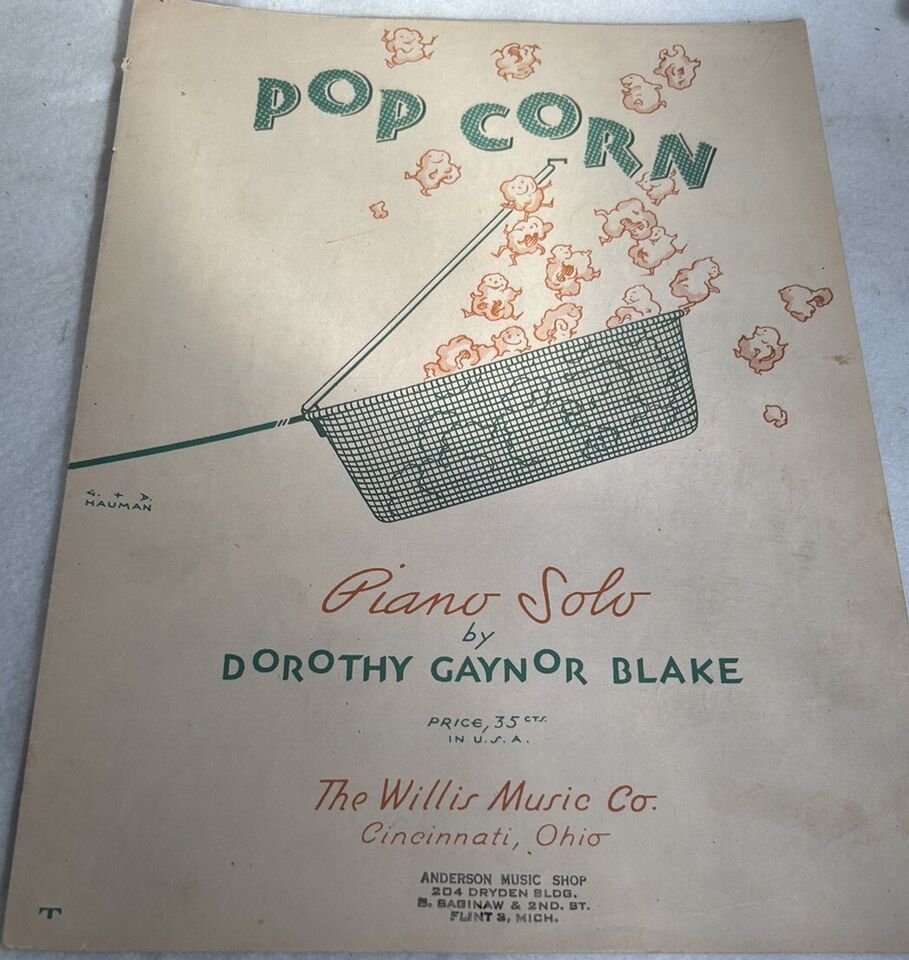 POP CORN
G. + D.
HAUMAN
Piano Solo
by
DOROTHY GAYNOR BLAKE
PRICE, 35 CTS.
IN U.S.A.
The Willis Music Co.
Cincinnati, Ohio
ANDERSON MUSIC SHOP
204 DRYDEN BLDG.
S. SAGINAW & 2ND. ST.
FLINT 3, MICH.
T